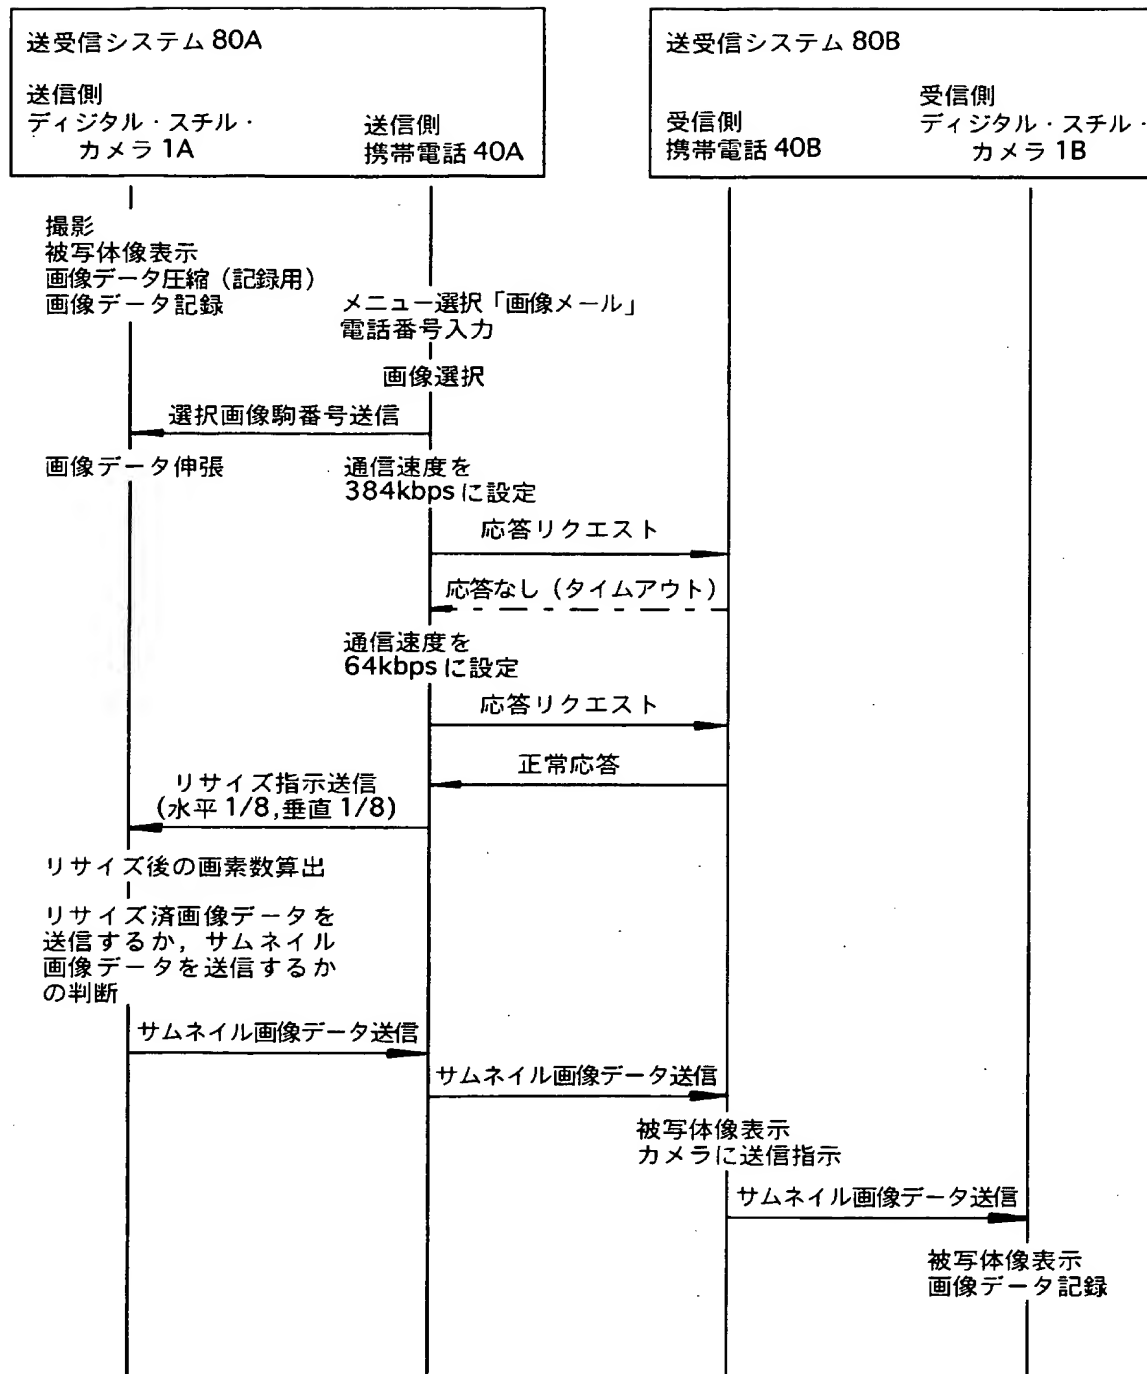 送受信システム 80A
送信側
ディジタル・スチル・
カメラ 1A
送信側
携帯電話 40A
送受信システム 80B
受信側
携帯電話 40B
受信側
ディジタル・スチル・
カメラ 1B
撮影
被写体像表示
画像データ圧縮（記録用）
画像データ記録
メニュー選択「画像メール」
電話番号入力
画像選択
選択画像駒番号送信
画像データ伸張
通信速度を
384kbpsに設定
応答リクエスト
応答なし（タイムアウト）
通信速度を
64kbpsに設定
応答リクエスト
正常応答
リサイズ指示送信
(水平 1/8,垂直 1/8)
リサイズ後の画素数算出
リサイズ済画像データを
送信するか，サムネイル
画像データを送信するか
の判断
サムネイル画像データ送信
サムネイル画像データ送信
被写体像表示
カメラに送信指示
サムネイル画像データ送信
被写体像表示
画像データ記録